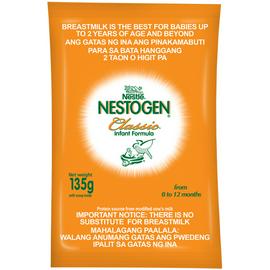 BREASTMILK IS THE BEST FOR BABIES UP
TO 2 YEARS OF AGE AND BEYOND
ANG GATAS NG INA ANG PINAKAMABUTI
PARA SA BATA HANGGANG
2 TAON O HIGIT PA
Nestlé
NESTOGEN
Classic
Infant Formula
Net weight
135g
from
0 to 12 months
Protein source from modified cow's milk
IMPORTANT NOTICE: THERE IS NO
SUBSTITUTE FOR BREASTMILK
MAHALAGANG PAALALA:
WALANG ANUMANG GATAS ANG PWEDENG
IPALIT SA GATAS NG INA